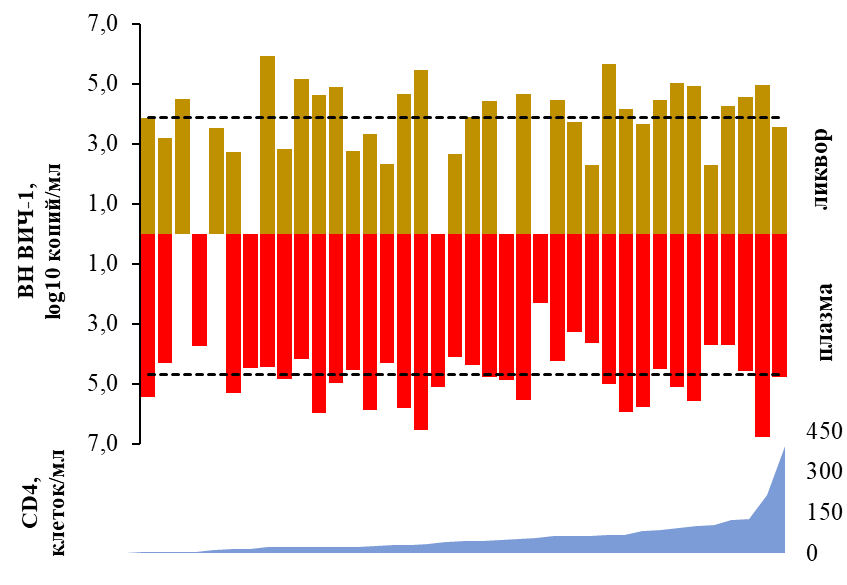 7,0
5,0
3,0
1,0
1,0
3,0
5,0
7,0
ВН ВИЧ-1,
log10 копий/мл
ликвор
плазма
CD4,
клеток/мл
450
300
150
0